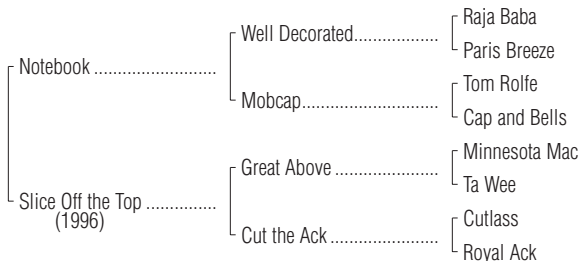 Raja Baba
Well Decorated..................
Paris Breeze
Notebook ..........................
Tom Rolfe
Mobcap.............................
Cap and Bells
Minnesota Mac
Great Above ......................
Ta Wee
Slice Off the Top ...............
(1996)
Cutlass
Cut the Ack .......................
Royal Ack